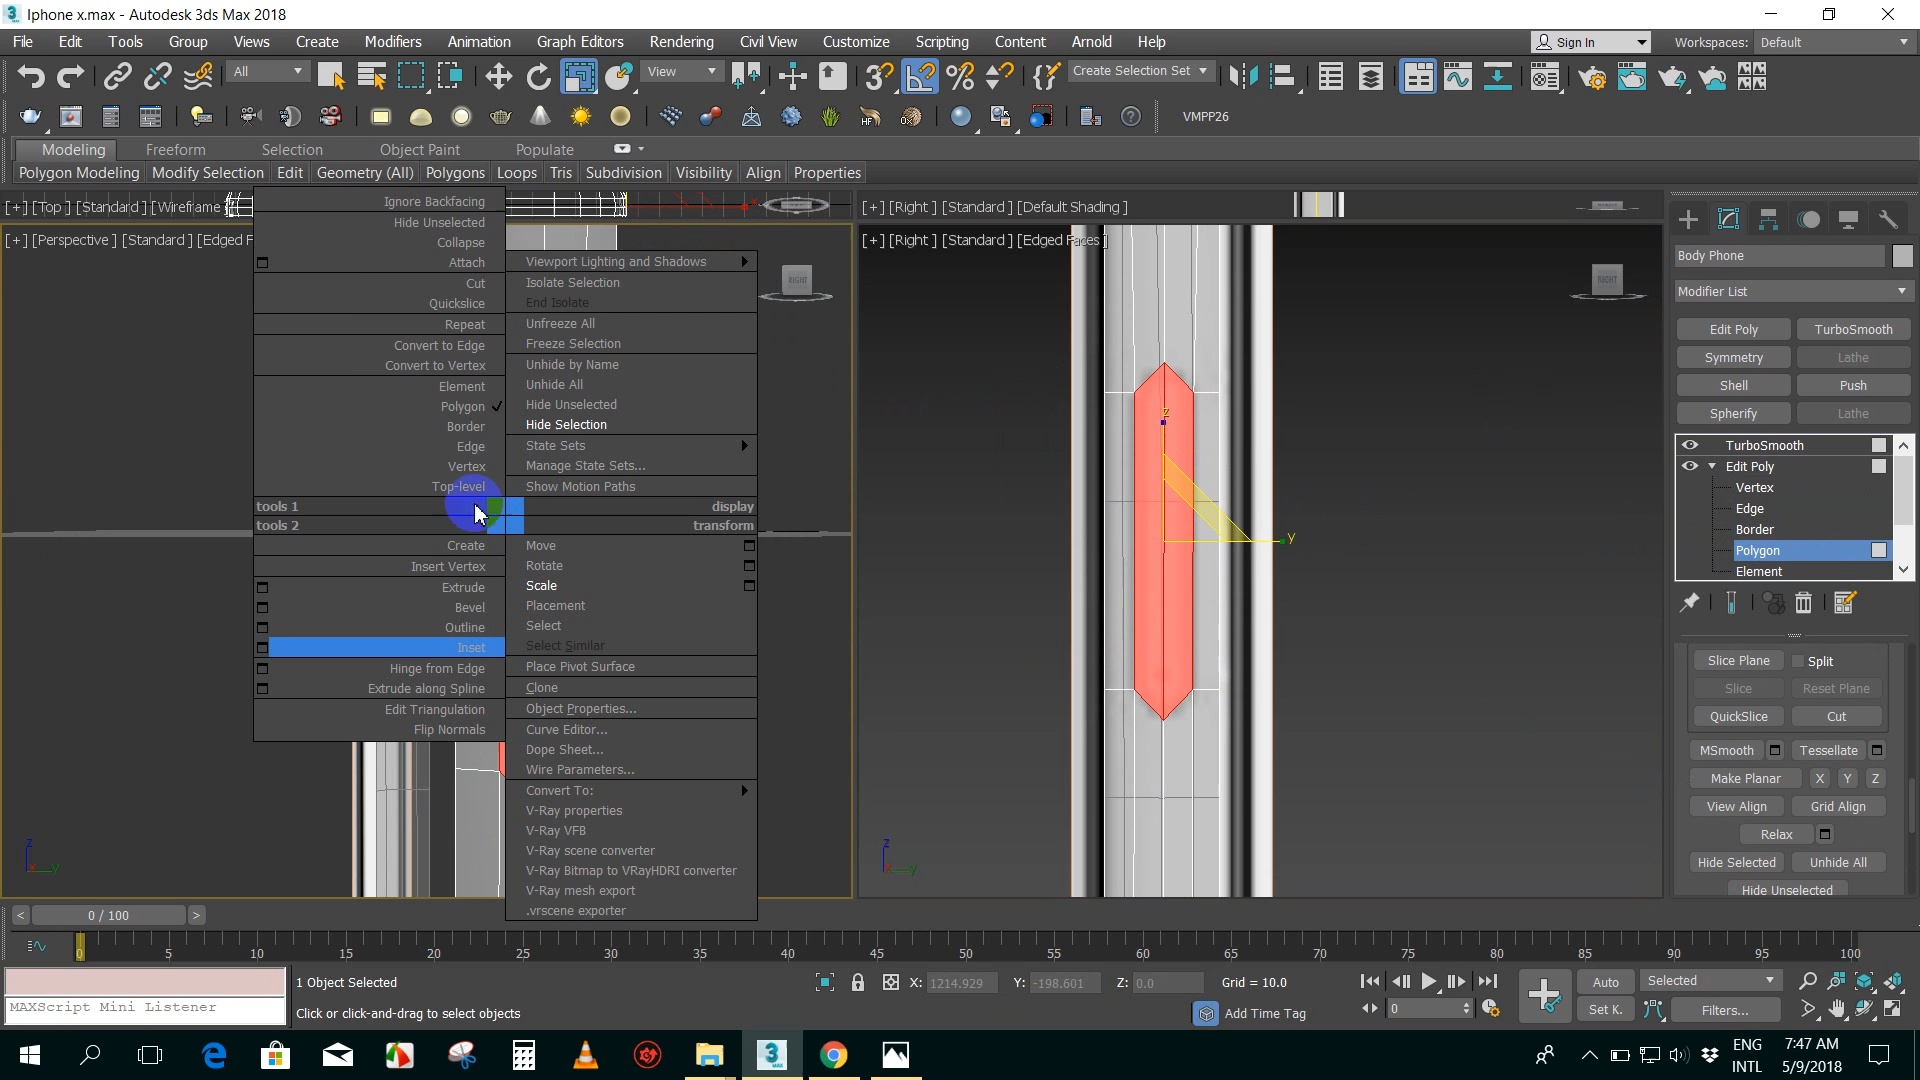 Iphone x.max - Autodesk 3ds Max 2018
File Edit Tools Group Views Create Modifiers Animation Graph Editors Rendering Civil View Customize Scripting Content Arnold Help
Sign In Workspaces: Default
All View Create Selection Set
VMPP26
Modeling Freeform Selection Object Paint Populate
Polygon Modeling Modify Selection Edit Geometry (All) Polygons Loops Tris Subdivision Visibility Align Properties
[+] [Top ] [Standard ] [Wireframe
[+] [Right ] [Standard ] [Default Shading ]
[+] [Perspective ] [Standard ] [Edged F
[+] [Right ] [Standard ] [Edged Faces ]
RIGHT
RIGHT
Ignore Backfacing
Hide Unselected
Collapse
Attach
Cut
Quickslice
Repeat
Convert to Edge
Convert to Vertex
Element
Polygon
Border
Edge
Vertex
Top-level
tools 1
tools 2
Create
Insert Vertex
Extrude
Bevel
Outline
Inset
Hinge from Edge
Extrude along Spline
Edit Triangulation
Flip Normals
Viewport Lighting and Shadows
Isolate Selection
End Isolate
Unfreeze All
Freeze Selection
Unhide by Name
Unhide All
Hide Unselected
Hide Selection
State Sets
Manage State Sets...
Show Motion Paths
display
transform
Move
Rotate
Scale
Placement
Select
Select Similar
Place Pivot Surface
Clone
Object Properties...
Curve Editor...
Dope Sheet...
Wire Parameters...
Convert To:
V-Ray properties
V-Ray VFB
V-Ray scene converter
V-Ray Bitmap to VRayHDRI converter
V-Ray mesh export
.vrscene exporter
z
y
z
x y
z
x y
Body Phone
Modifier List
Edit Poly TurboSmooth
Symmetry Lathe
Shell Push
Spherify Lathe
TurboSmooth
Edit Poly
Vertex
Edge
Border
Polygon
Element
Slice Plane Split
Slice Reset Plane
QuickSlice Cut
MSmooth Tessellate
Make Planar X Y Z
View Align Grid Align
Relax
Hide Selected Unhide All
Hide Unselected
< 0 / 100 >
0 5 10 15 20 25 30 35 40 45 50 55 60 65 70 75 80 85 90 95 100
MAXScript Mini Listener
1 Object Selected
Click or click-and-drag to select objects
X: 1214.929 Y: -198.601 Z: 0.0 Grid = 10.0
Add Time Tag
0
Auto Selected
Set K. Filters...
3 MAX
ENG
INTL
7:47 AM
5/9/2018